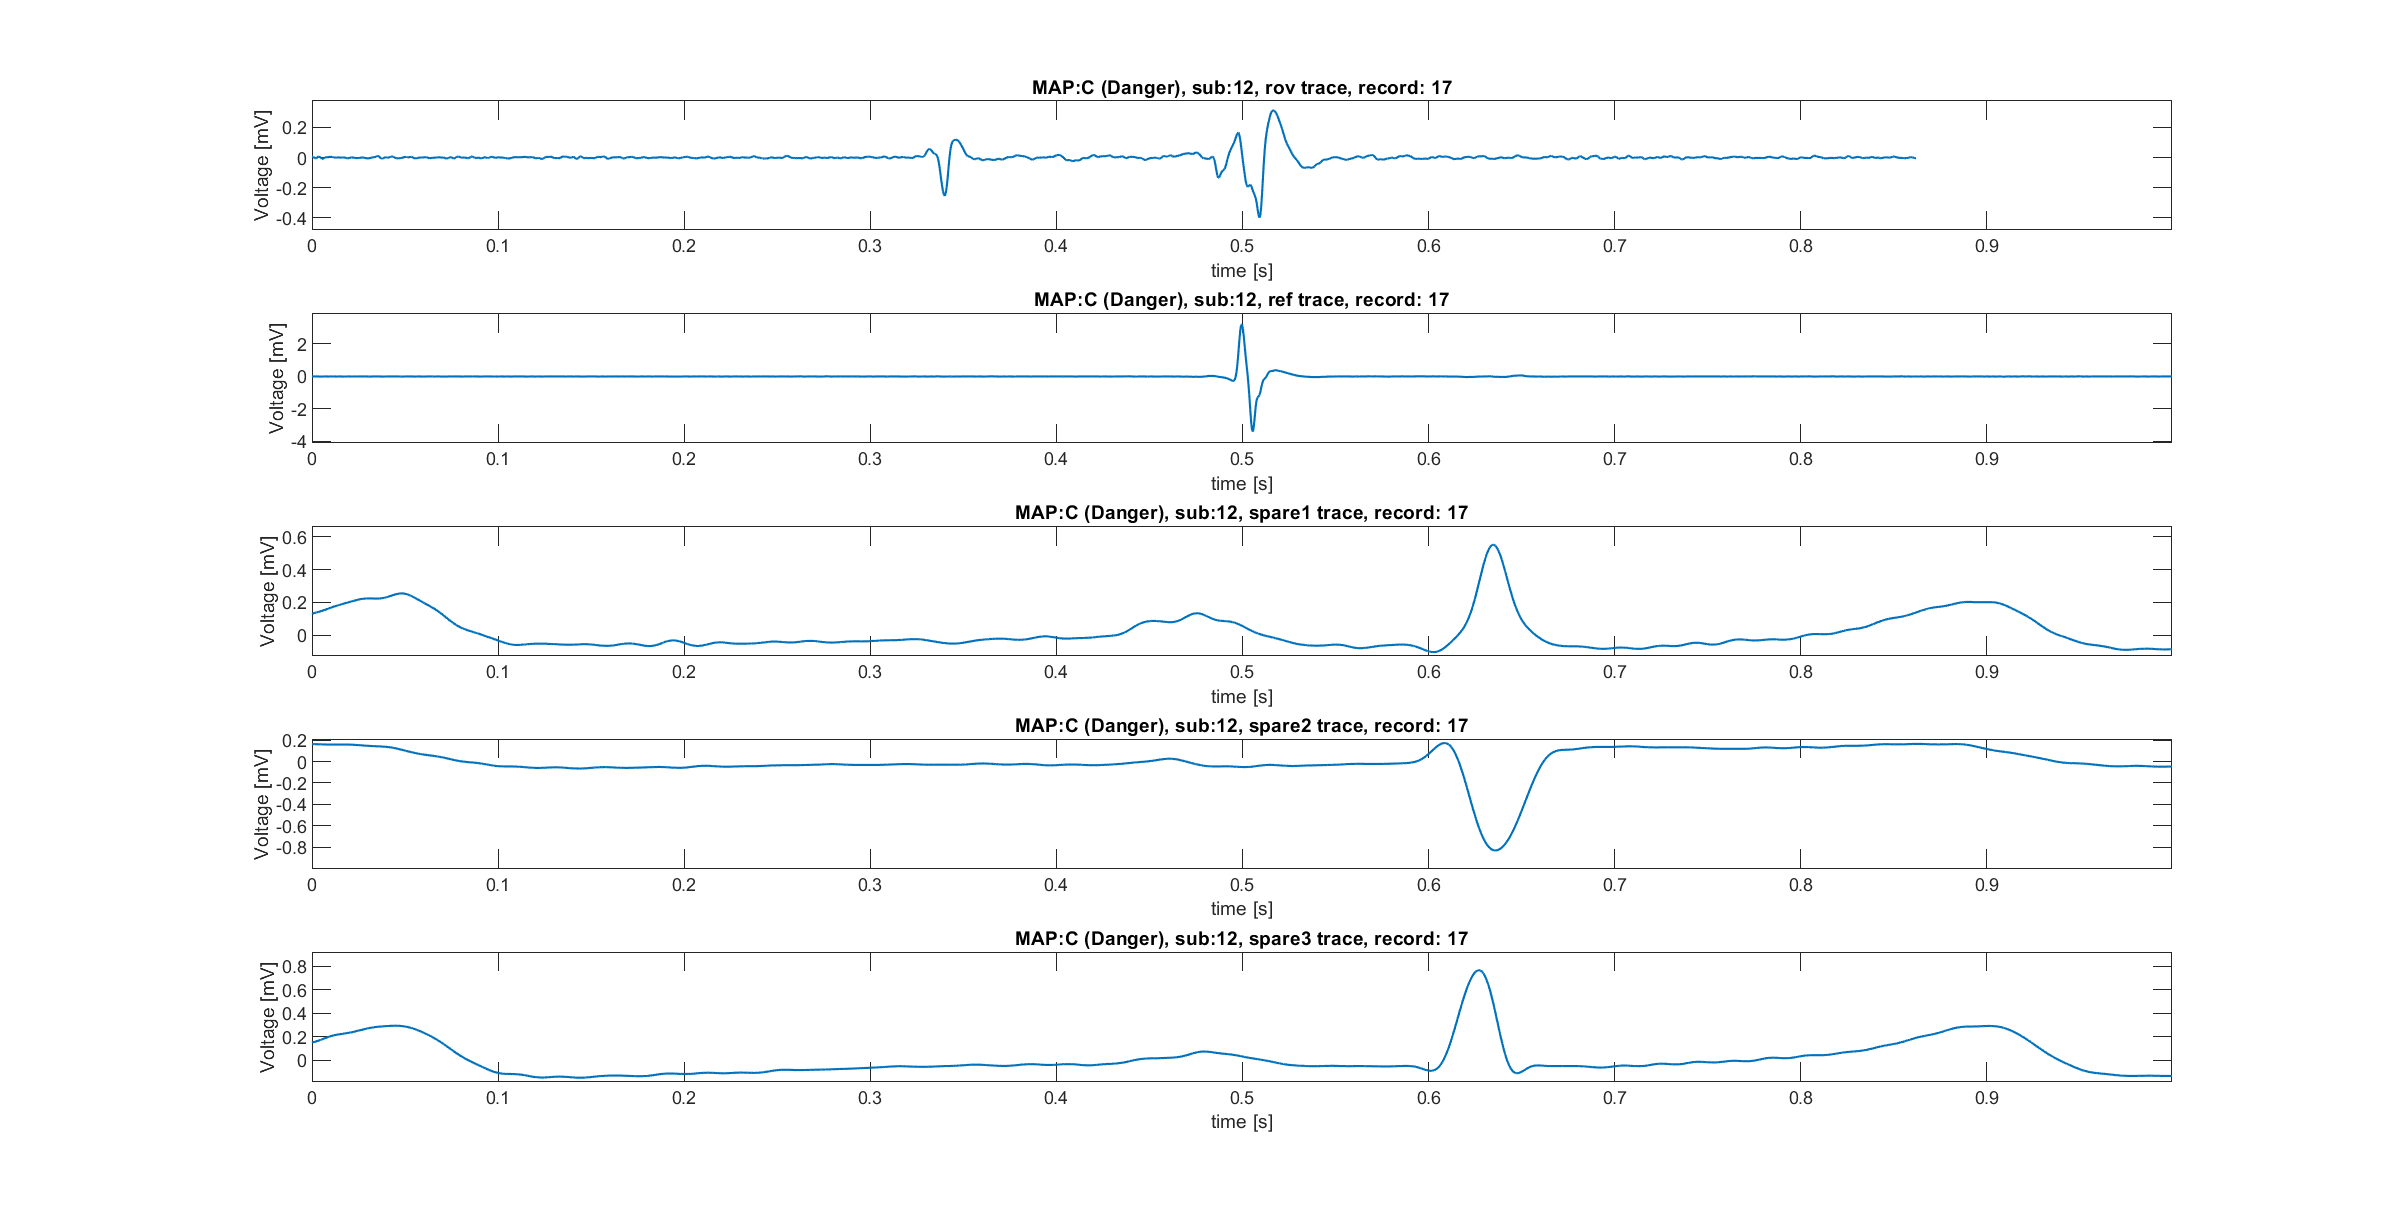 MAP:C (Danger), sub:12, rov trace, record: 17
Voltage [mV]
0.2
0
-0.2
-0.4
0 0.1 0.2 0.3 0.4 0.5 0.6 0.7 0.8 0.9
time [s]
MAP:C (Danger), sub:12, ref trace, record: 17
Voltage [mV]
2
0
-2
-4
0 0.1 0.2 0.3 0.4 0.5 0.6 0.7 0.8 0.9
time [s]
MAP:C (Danger), sub:12, spare1 trace, record: 17
Voltage [mV]
0.6
0.4
0.2
0
0 0.1 0.2 0.3 0.4 0.5 0.6 0.7 0.8 0.9
time [s]
MAP:C (Danger), sub:12, spare2 trace, record: 17
Voltage [mV]
0.2
0
-0.2
-0.4
-0.6
-0.8
0 0.1 0.2 0.3 0.4 0.5 0.6 0.7 0.8 0.9
time [s]
MAP:C (Danger), sub:12, spare3 trace, record: 17
Voltage [mV]
0.8
0.6
0.4
0.2
0
0 0.1 0.2 0.3 0.4 0.5 0.6 0.7 0.8 0.9
time [s]